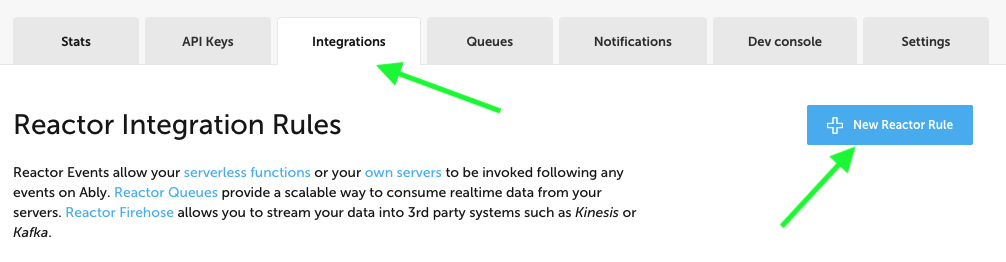 Stats
API Keys
Integrations
Queues
Notifications
Dev console
Settings
Reactor Integration Rules
New Reactor Rule
Reactor Events allow your serverless functions or your own servers to be invoked following any
events on Ably. Reactor Queues provide a scalable way to consume realtime data from your
servers. Reactor Firehose allows you to stream your data into 3rd party systems such as Kinesis or
Kafka.